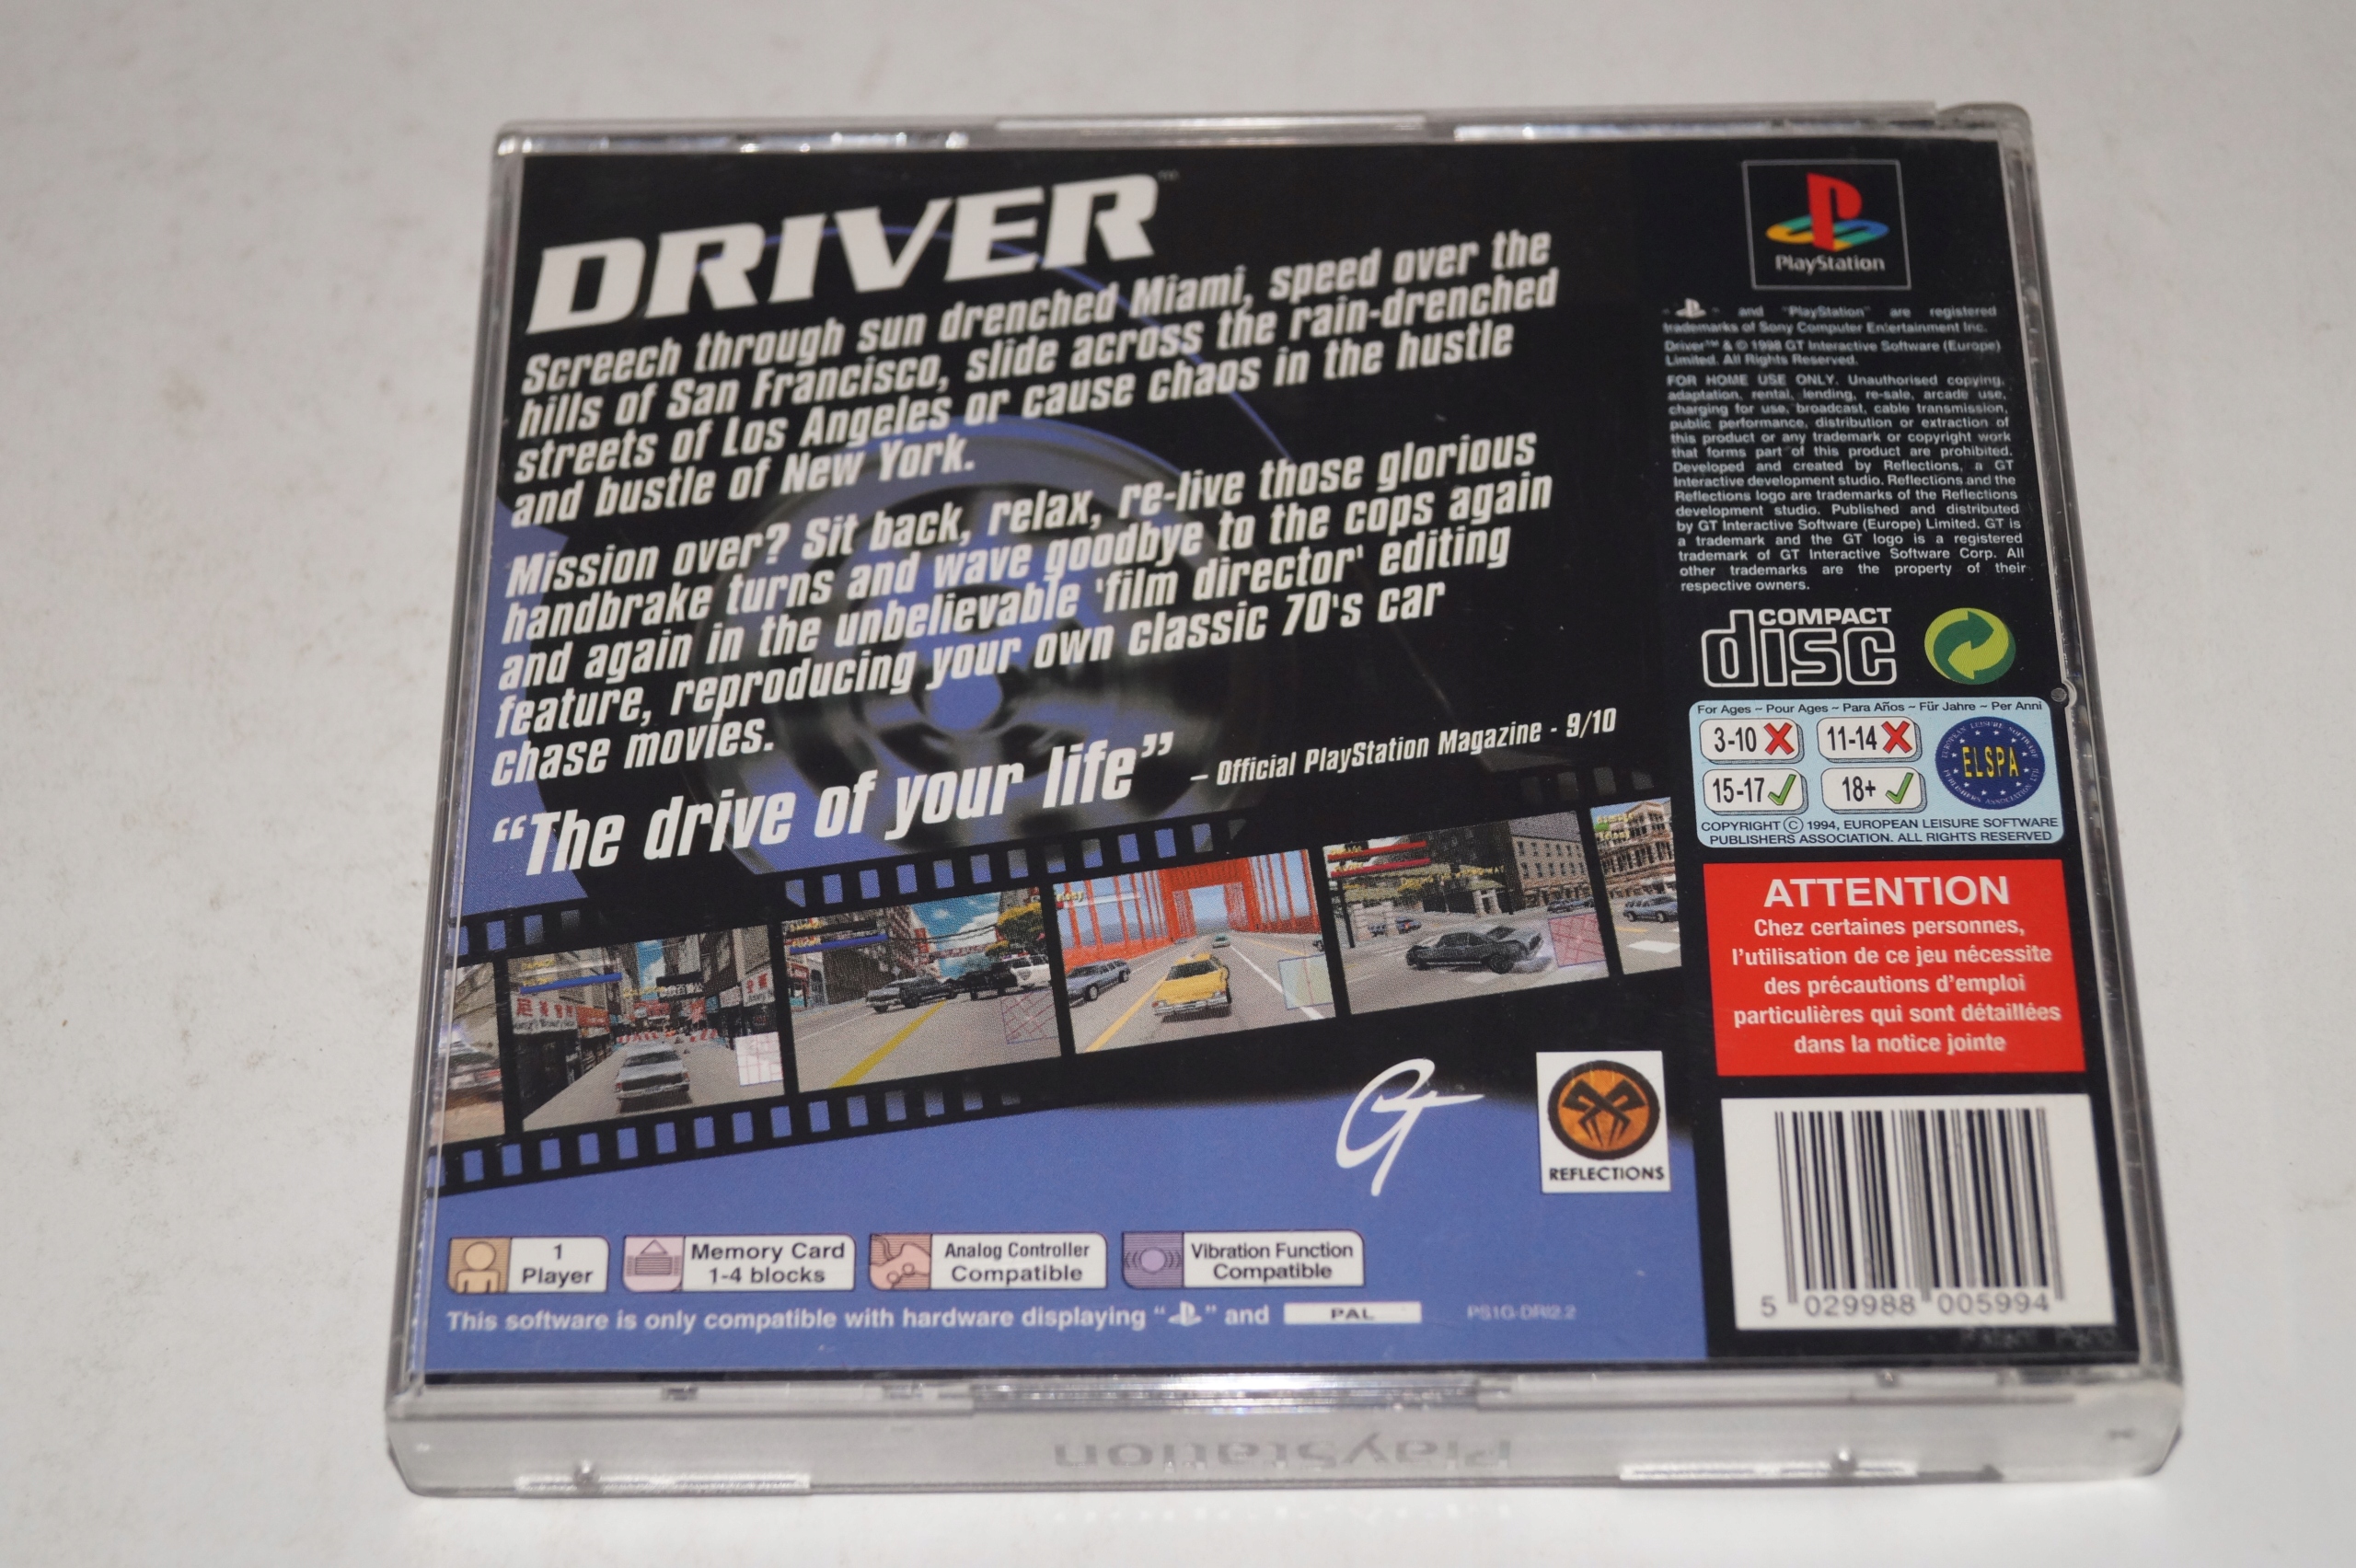 DRIVER™
Screech through sun drenched Miami, speed over the
hills of San Francisco, slide across the rain-drenched
streets of Los Angeles or cause chaos in the hustle
and bustle of New York.
Mission over? Sit back, relax, re-live those glorious
handbrake turns and wave goodbye to the cops again
and again in the unbelievable 'film director' editing
feature, reproducing your own classic 70's car
chase movies.
“The drive of your life” – Official PlayStation Magazine - 9/10
GT
REFLECTIONS
1
Player
Memory Card
1-4 blocks
Analog Controller
Compatible
Vibration Function
Compatible
This software is only compatible with hardware displaying “ ” and PAL
PS1G-DRI2.2
PlayStation
“ ” and "PlayStation" are registered
trademarks of Sony Computer Entertainment Inc.
Driver™ & © 1998 GT Interactive Software (Europe)
Limited. All Rights Reserved.
FOR HOME USE ONLY. Unauthorised copying,
adaptation, rental, lending, re-sale, arcade use,
charging for use, broadcast, cable transmission,
public performance, distribution or extraction of
this product or any trademark or copyright work
that forms part of this product are prohibited.
Developed and created by Reflections, a GT
Interactive development studio. Reflections and the
Reflections logo are trademarks of the Reflections
development studio. Published and distributed
by GT Interactive Software (Europe) Limited. GT is
a trademark and the GT logo is a registered
trademark of GT Interactive Software Corp. All
other trademarks are the property of their
respective owners.
COMPACT
disc
For Ages ~ Pour Ages ~ Para Años ~ Für Jahre ~ Per Anni
3-10
11-14
15-17
18+
ELSPA
COPYRIGHT © 1994, EUROPEAN LEISURE SOFTWARE
PUBLISHERS ASSOCIATION. ALL RIGHTS RESERVED
ATTENTION
Chez certaines personnes,
l'utilisation de ce jeu nécessite
des précautions d'emploi
particulières qui sont détaillées
dans la notice jointe
5 029988 005994
PlayStation